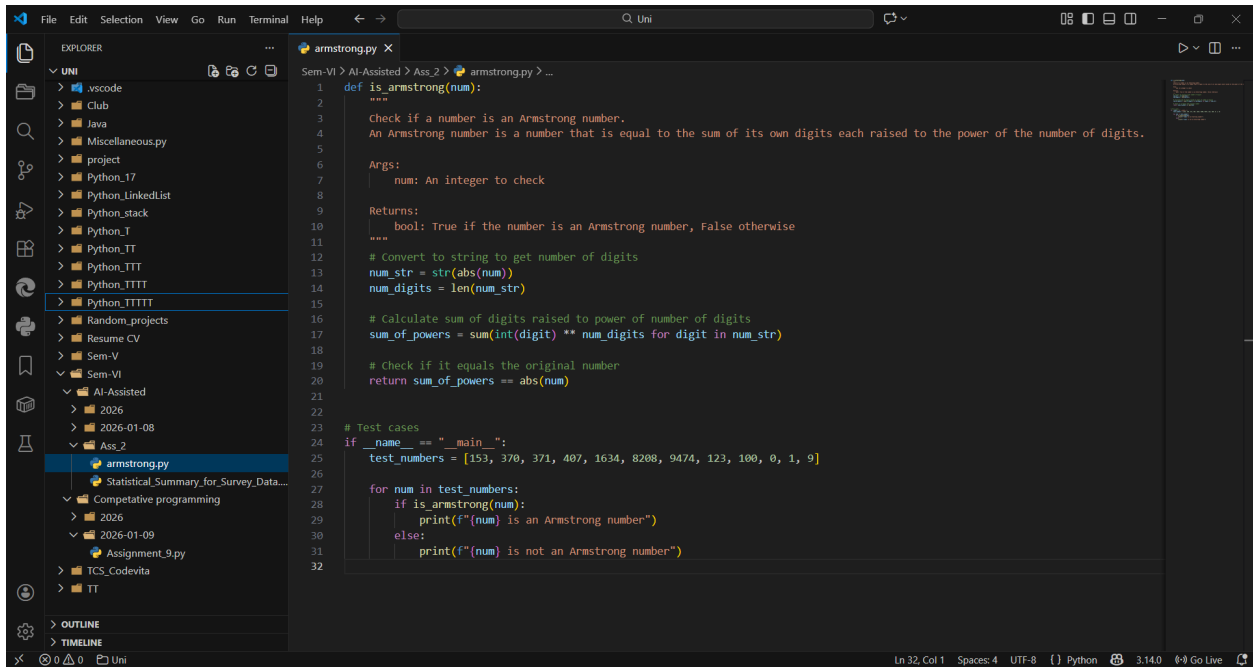 File Edit Selection View Go Run Terminal Help
Uni
EXPLORER
armstrong.py
UNI
Sem-VI > AI-Assisted > Ass_2 > armstrong.py > ...
.vscode
Club
Java
Miscellaneous.py
project
Python_17
Python_LinkedList
Python_stack
Python_T
Python_TT
Python_TTT
Python_TTTT
Python_TTTTT
Random_projects
Resume CV
Sem-V
Sem-VI
AI-Assisted
2026
2026-01-08
Ass_2
armstrong.py
Statistical_Summary_for_Survey_Data....
Competative programming
2026
2026-01-09
Assignment_9.py
TCS_Codevita
TT
OUTLINE
TIMELINE
1 def is_armstrong(num):
2 """
3 Check if a number is an Armstrong number.
4 An Armstrong number is a number that is equal to the sum of its own digits each raised to the power of the number of digits.
5
6 Args:
7 num: An integer to check
8
9 Returns:
10 bool: True if the number is an Armstrong number, False otherwise
11 """
12 # Convert to string to get number of digits
13 num_str = str(abs(num))
14 num_digits = len(num_str)
15
16 # Calculate sum of digits raised to power of number of digits
17 sum_of_powers = sum(int(digit) ** num_digits for digit in num_str)
18
19 # Check if it equals the original number
20 return sum_of_powers == abs(num)
21
22
23 # Test cases
24 if __name__ == "__main__":
25 test_numbers = [153, 370, 371, 407, 1634, 8208, 9474, 123, 100, 0, 1, 9]
26
27 for num in test_numbers:
28 if is_armstrong(num):
29 print(f"{num} is an Armstrong number")
30 else:
31 print(f"{num} is not an Armstrong number")
32
0 0 Uni
Ln 32, Col 1 Spaces: 4 UTF-8 {} Python 3.14.0 Go Live